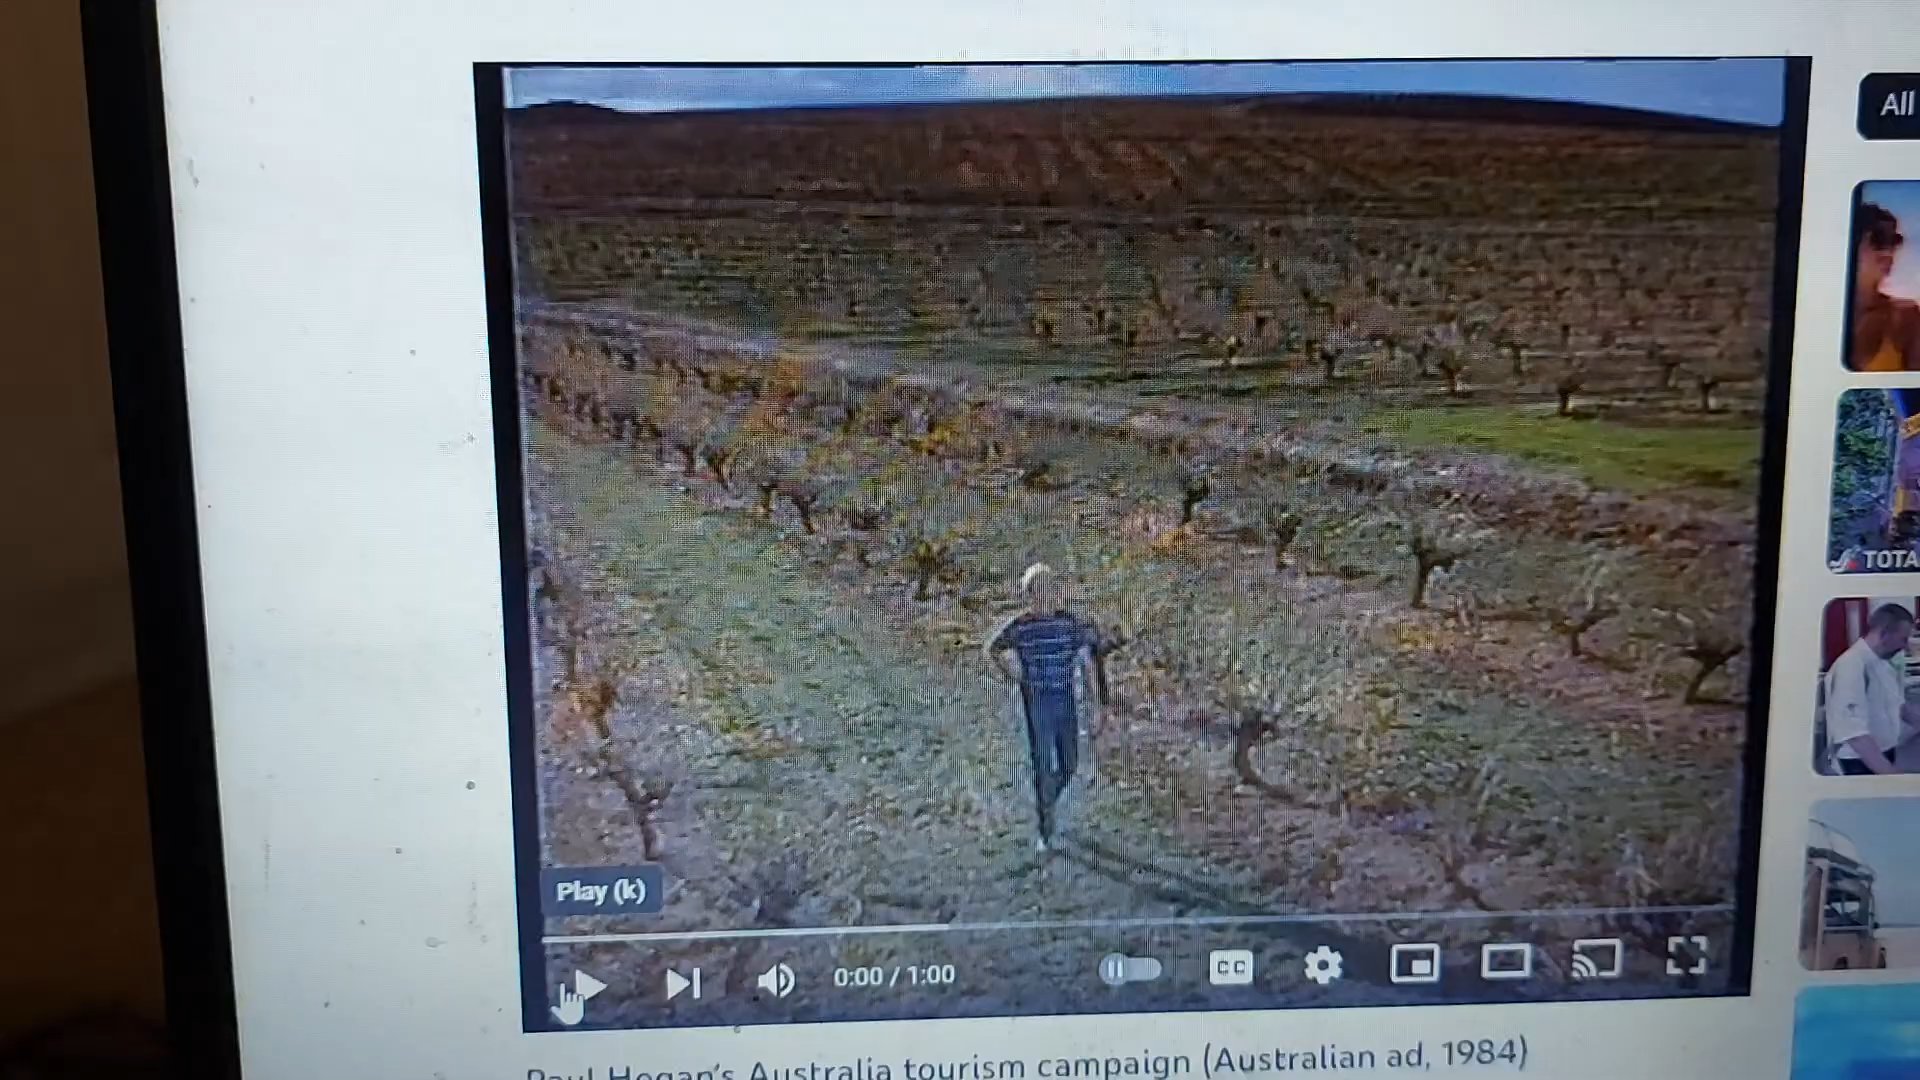 All
TOTA
Play (k)
0:00 / 1:00
CC
Paul Hogan's Australia tourism campaign (Australian ad, 1984)